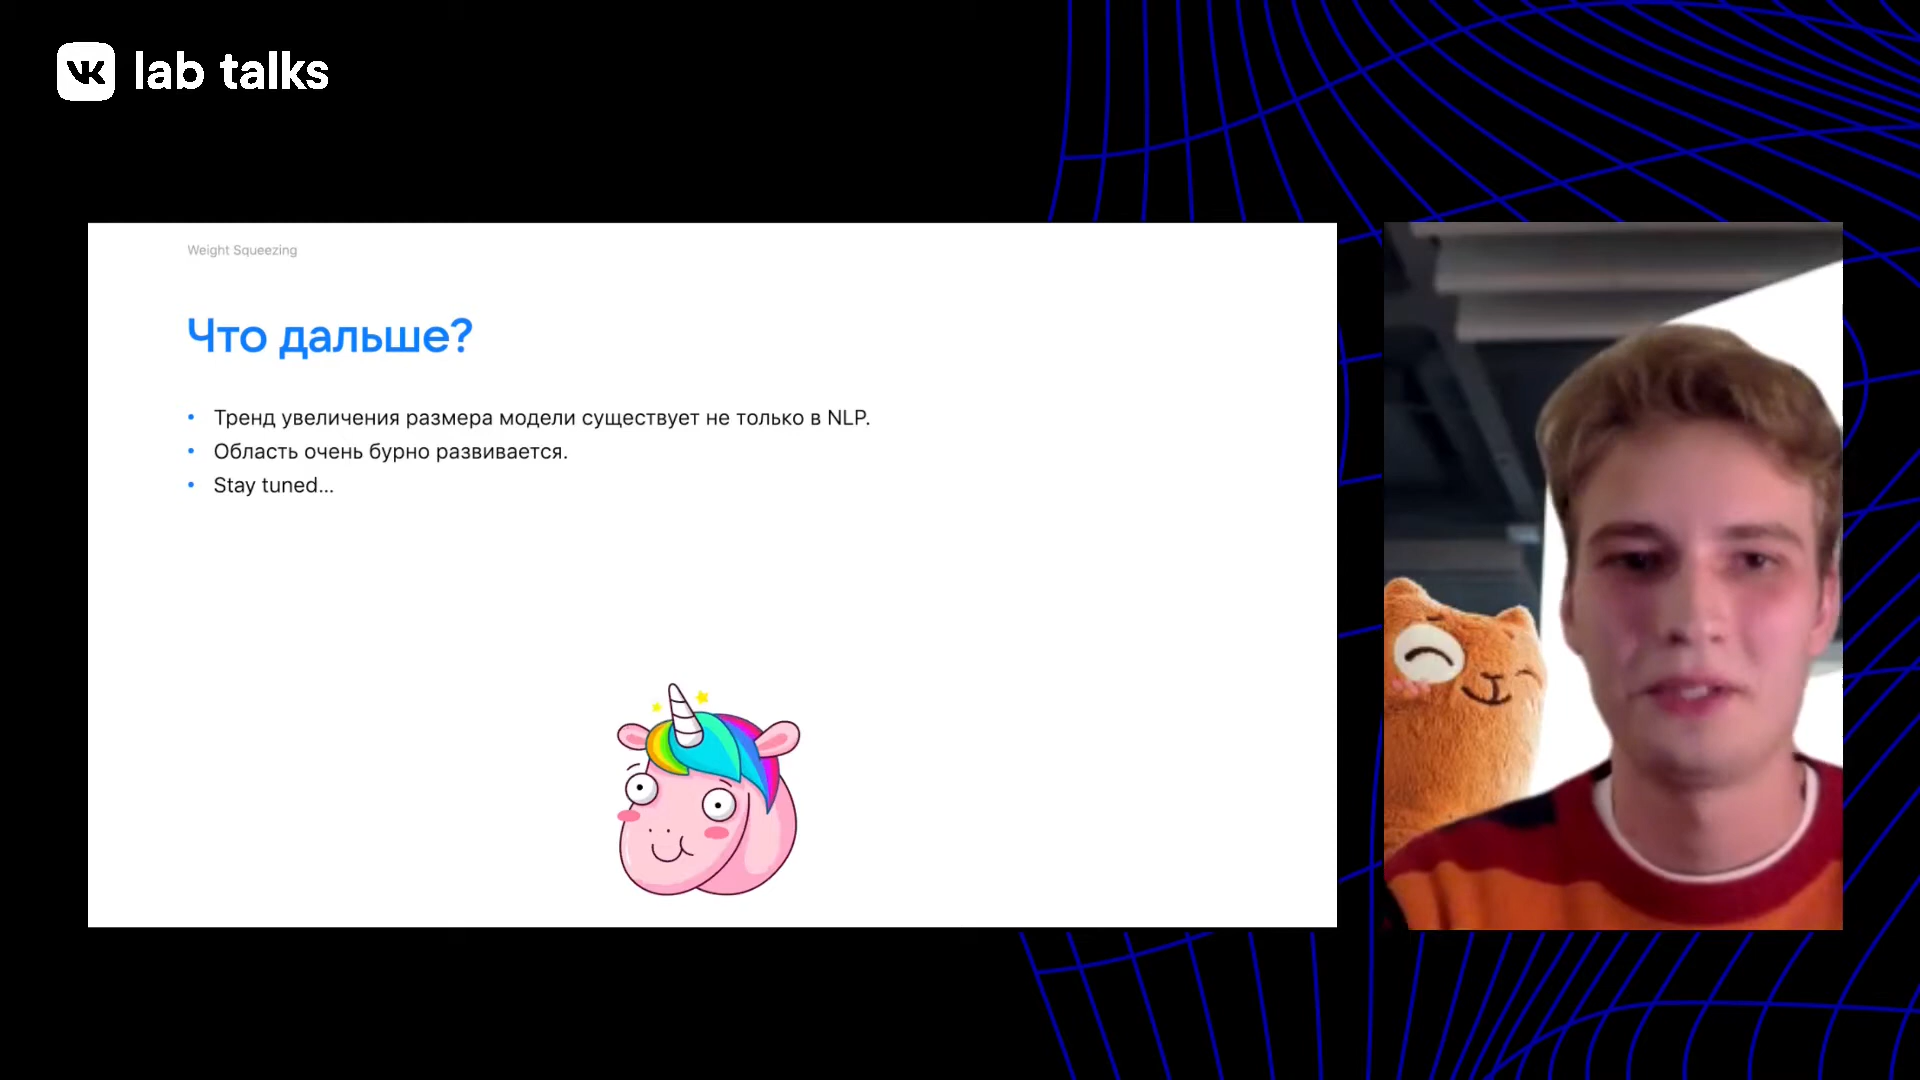 VK lab talks
Weight Squeezing
Что дальше?
• Тренд увеличения размера модели существует не только в NLP.
• Область очень бурно развивается.
• Stay tuned...